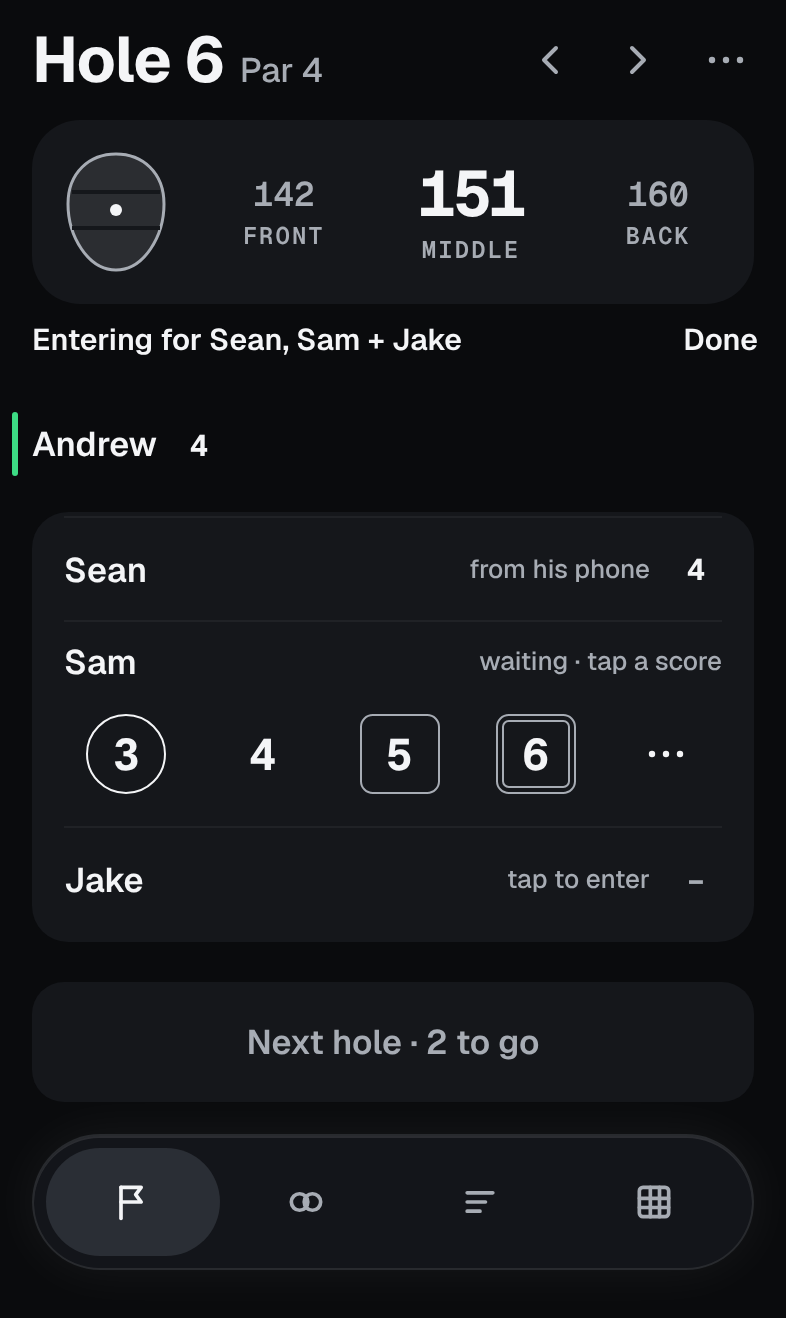 Hole 6 Par 4
142 151 160
FRONT MIDDLE BACK
Entering for Sean, Sam + Jake Done
Andrew 4
Sean from his phone 4
Sam waiting · tap a score
3 4 5 6 ...
Jake tap to enter –
Next hole · 2 to go